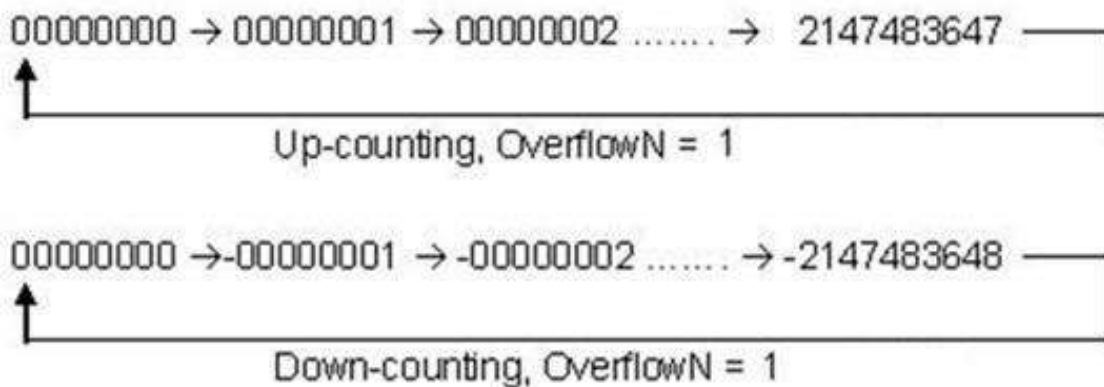 00000000 → 00000001 → 00000002 ....... → 2147483647
Up-counting, OverflowN = 1
00000000 →-00000001 → -00000002 ....... → -2147483648
Down-counting, OverflowN = 1